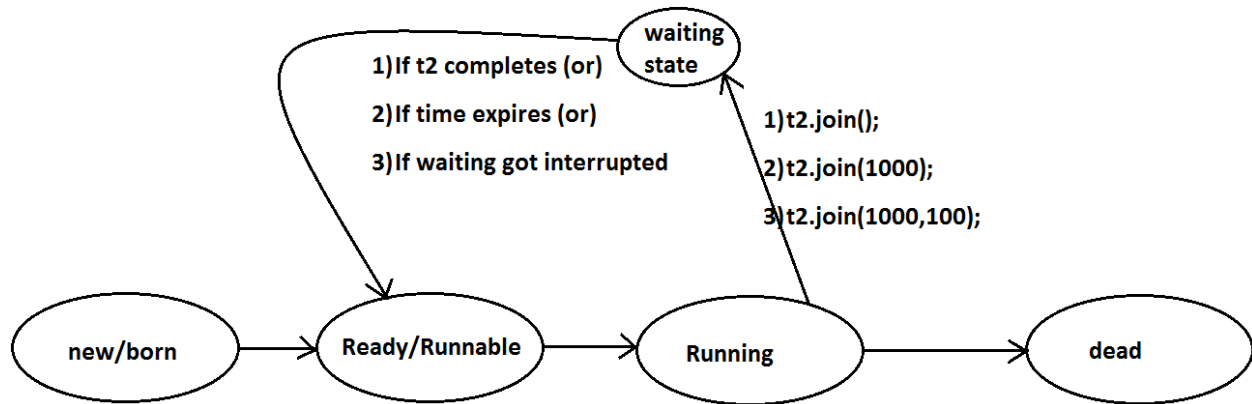 waiting
state
1)If t2 completes (or)
2)If time expires (or)
3)If waiting got interrupted
1)t2.join();
2)t2.join(1000);
3)t2.join(1000,100);
new/born
Ready/Runnable
Running
dead